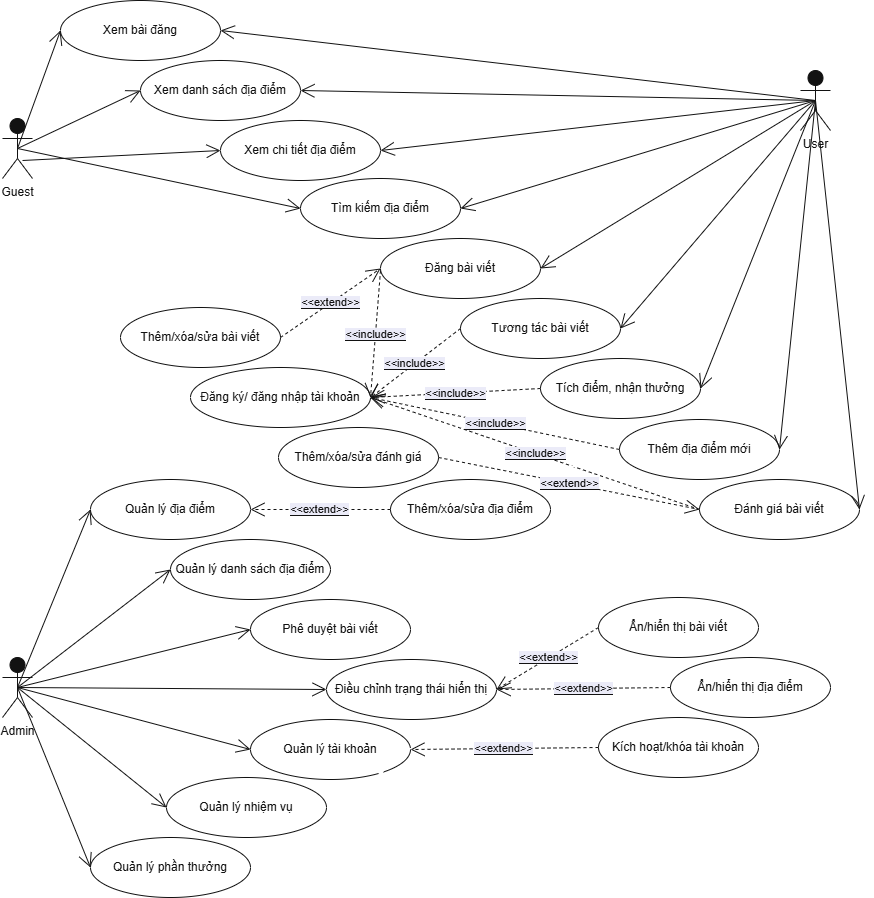 Xem bài đăng
Xem danh sách địa điểm
Xem chi tiết địa điểm
User
Guest
Tìm kiếm địa điểm
Đăng bài viết
<<extend>>
Tương tác bài viết
Thêm/xóa/sửa bài viết
<<include>>
<<include>>
Tích điểm, nhận thưởng
Đăng ký/ đăng nhập tài khoản
<<include>>
<<include>>
Thêm địa điểm mới
Thêm/xóa/sửa đánh giá
<<include>>
<<extend>>
Quản lý địa điểm
<<extend>>
Thêm/xóa/sửa địa điểm
Đánh giá bài viết
Quản lý danh sách địa điểm
Phê duyệt bài viết
Ẩn/hiển thị bài viết
<<extend>>
Điều chỉnh trạng thái hiển thị
<<extend>>
Ẩn/hiển thị địa điểm
Admin
Quản lý tài khoản
<<extend>>
Kích hoạt/khóa tài khoản
Quản lý nhiệm vụ
Quản lý phần thưởng